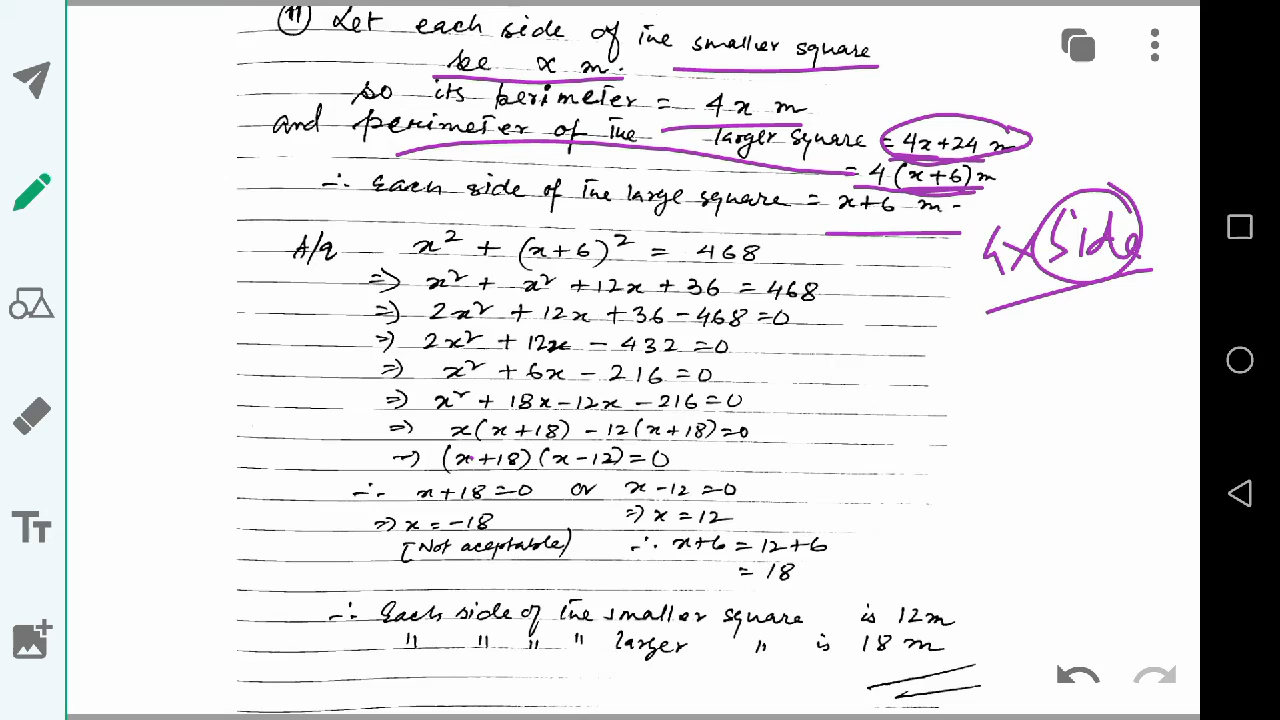 (11) Let each side of the smaller square
be x m.
so its perimeter = 4x m
and perimeter of the larger square = 4x+24 m
= 4(x+6)m
∴ Each side of the large square = x+6 m.
4×side
A/q x² + (x+6)² = 468
=> x² + x² +12x + 36 = 468
=> 2x² + 12x +36 - 468 =0
=> 2x² + 12x - 432 =0
=> x² + 6x - 216 =0
=> x² + 18x -12x - 216 =0
=> x(x+18) -12(x+18)=0
=> (x+18)(x-12)=0
∴ x+18=0 or x-12=0
=> x = -18 => x = 12
[Not aceptable] ∴ x+6 = 12+6
= 18
∴ Each side of the smaller square is 12m
" " " " larger " is 18 m
Tт